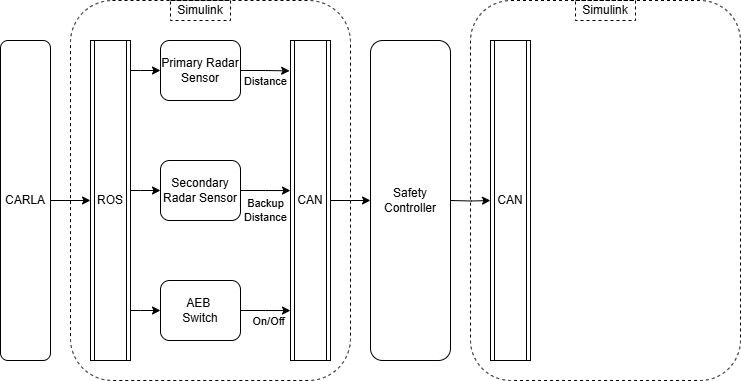 Simulink
Simulink
Primary Radar
Sensor
Distance
CARLA
ROS
Secondary
Radar Sensor
Backup
Distance
CAN
Safety
Controller
CAN
AEB
Switch
On/Off